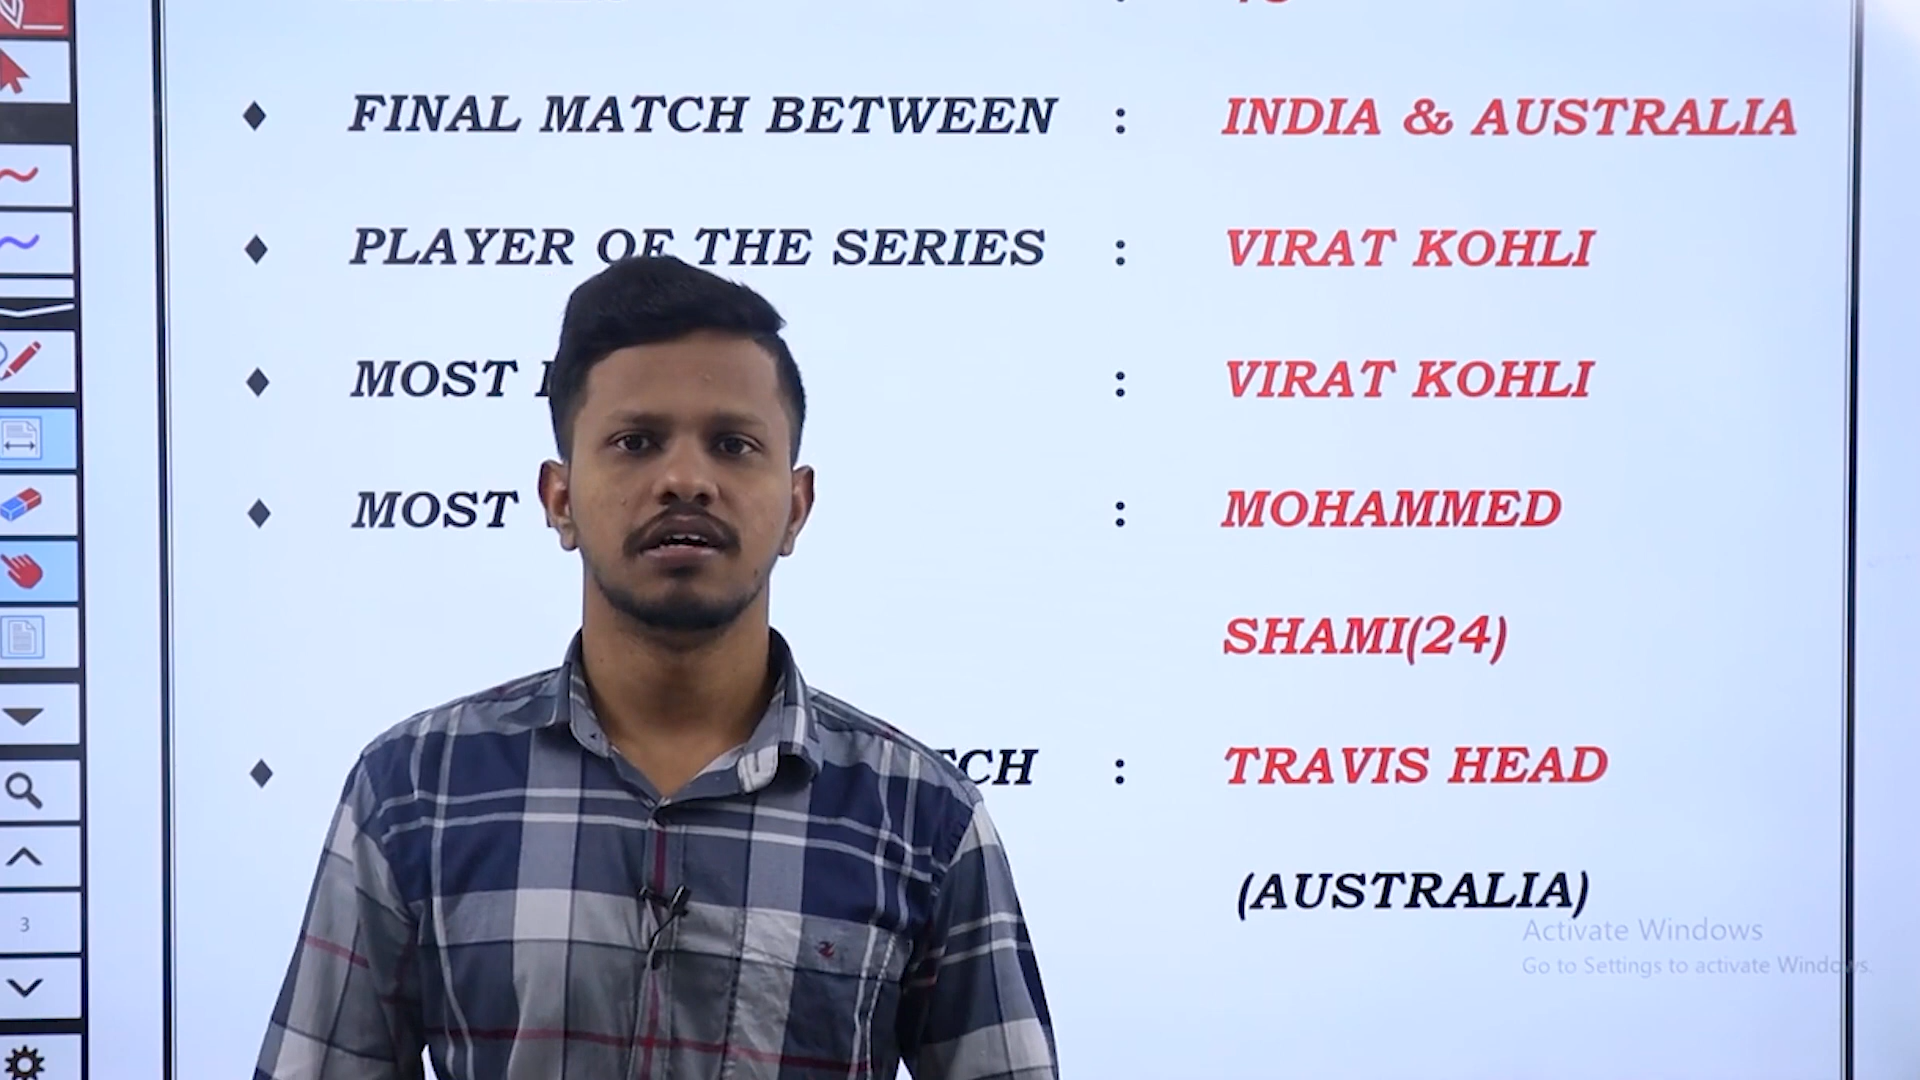 FINAL MATCH BETWEEN : INDIA & AUSTRALIA
PLAYER OF THE SERIES : VIRAT KOHLI
MOST : VIRAT KOHLI
MOST : MOHAMMED
SHAMI(24)
: TRAVIS HEAD
(AUSTRALIA)
Activate Windows
Go to Settings to activate Windows.
3